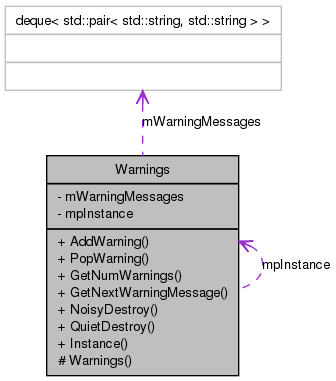 deque< std::pair< std::string, std::string > >
mWarningMessages
Warnings
- mWarningMessages
- mpInstance
+ AddWarning()
+ PopWarning()
+ GetNumWarnings()
+ GetNextWarningMessage()
+ NoisyDestroy()
+ QuietDestroy()
+ Instance()
# Warnings()
mpInstance